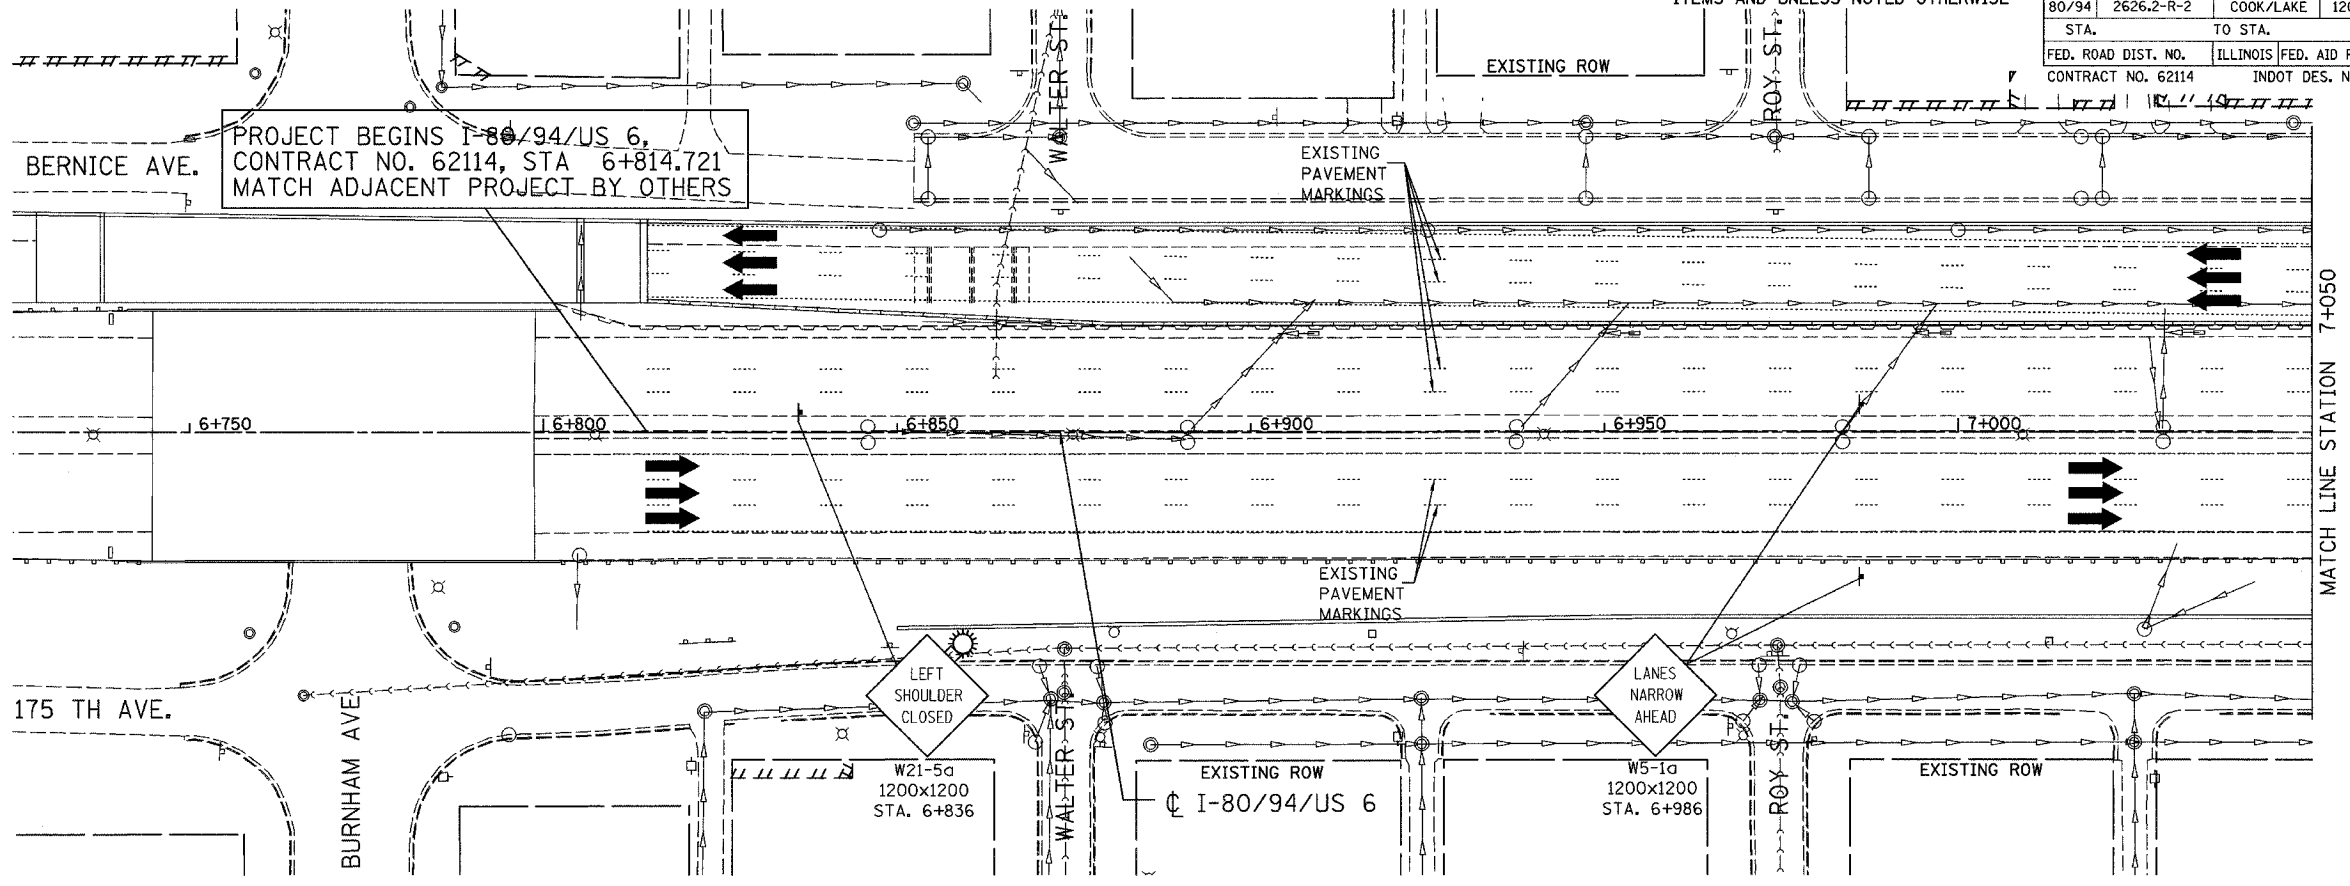 ITEMS AND UNLESS NOTED OTHERWISE
80/94 2626.2-R-2 COOK/LAKE
STA. TO STA.
FED. ROAD DIST. NO. ILLINOIS FED. AID
CONTRACT NO. 62114 INDOT DES.
WALTER ST.
EXISTING ROW
ROY ST.
BERNICE AVE.
PROJECT BEGINS I-80/94/US 6,
CONTRACT NO. 62114, STA 6+814.721
MATCH ADJACENT PROJECT BY OTHERS
EXISTING
PAVEMENT
MARKINGS
6+750
6+800
6+850
6+900
6+950
7+000
MATCH LINE STATION 7+050
EXISTING
PAVEMENT
MARKINGS
175 TH AVE.
BURNHAM AVE.
LEFT
SHOULDER
CLOSED
W21-5a
1200x1200
STA. 6+836
WALTER ST.
EXISTING ROW
℄ I-80/94/US 6
LANES
NARROW
AHEAD
W5-1a
1200x1200
STA. 6+986
ROY ST.
EXISTING ROW